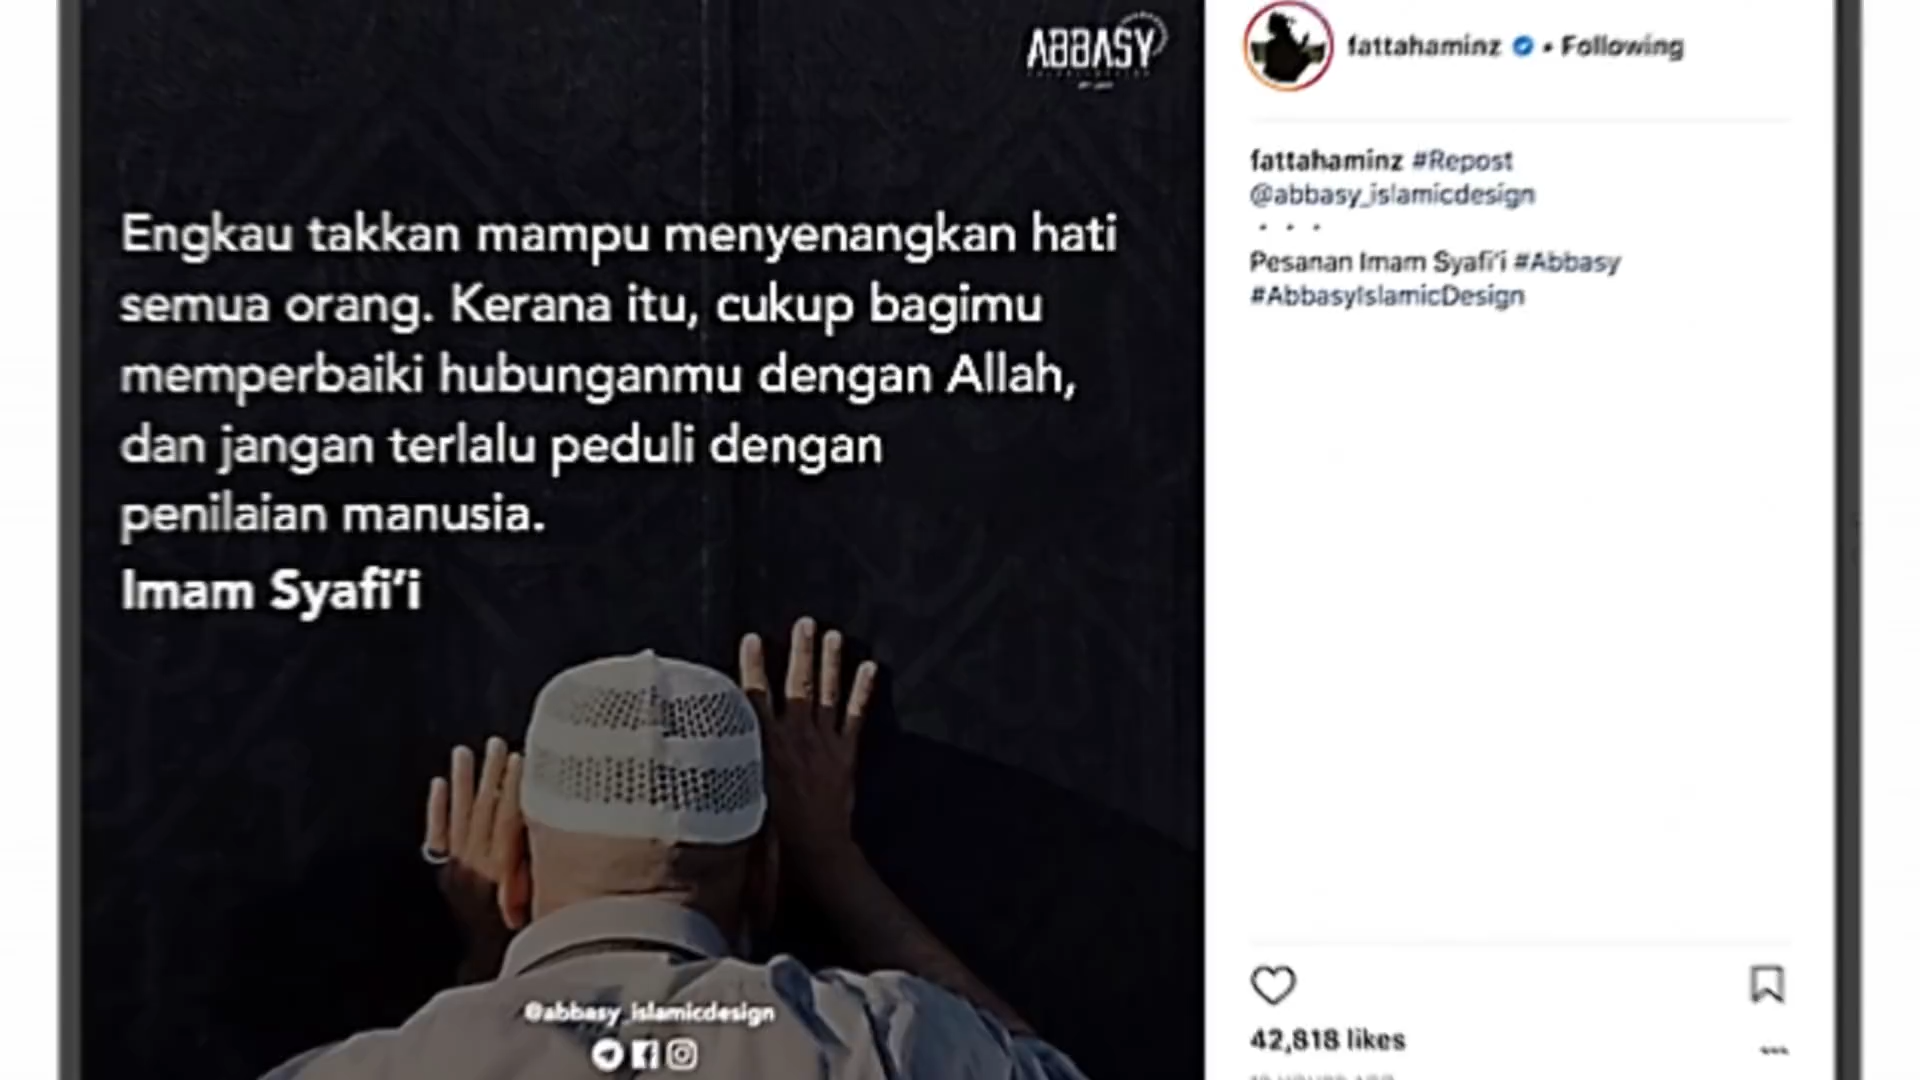 ABBASY
Engkau takkan mampu menyenangkan hati
semua orang. Kerana itu, cukup bagimu
memperbaiki hubunganmu dengan Allah,
dan jangan terlalu peduli dengan
penilaian manusia.
Imam Syafi'i
@abbasy_islamicdesign
fattahaminz • Following
fattahaminz #Repost
@abbasy_islamicdesign
. . .
Pesanan Imam Syafi'i #Abbasy
#AbbasyIslamicDesign
42,818 likes